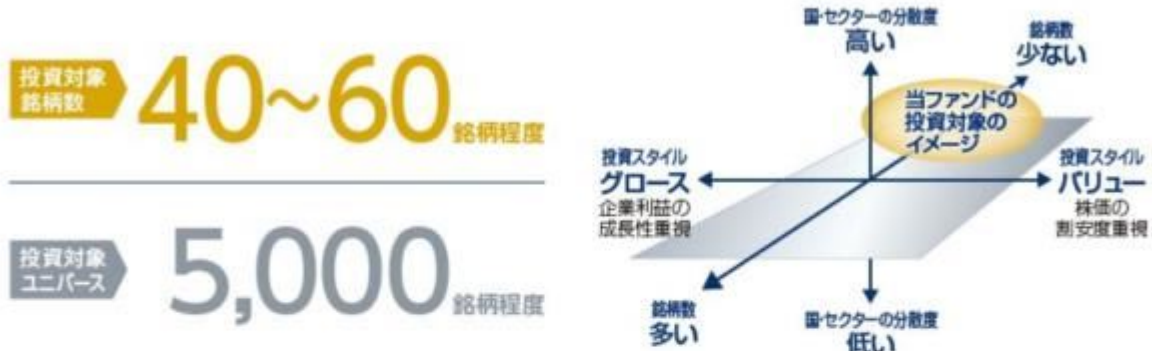 投資対象
銘柄数
40~60銘柄程度
投資対象
ユニバース
5,000銘柄程度
国・セクターの分散度
高い
銘柄数
少ない
当ファンドの
投資対象の
イメージ
投資スタイル
グロース
企業利益の
成長性重視
投資スタイル
バリュー
株価の
割安度重視
銘柄数
多い
国・セクターの分散度
低い